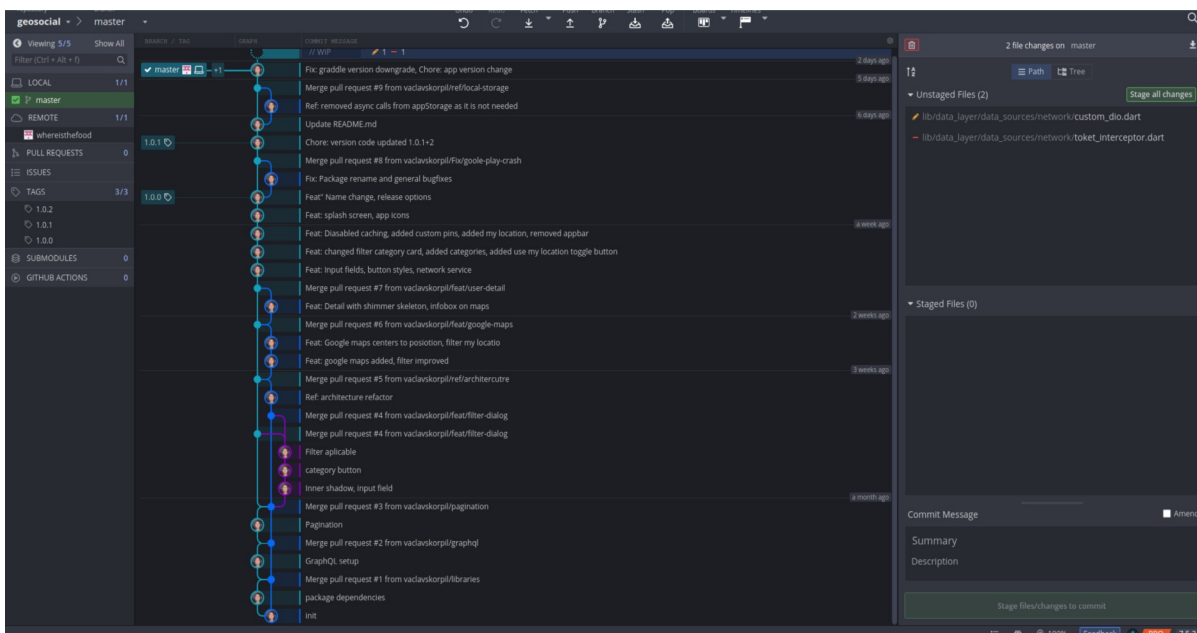 Undo Redo Fetch Push Branch Stash Pop Boards Timelines
geosocial master
Viewing 5/5 Show All
Filter (Ctrl + Alt + f)
LOCAL 1/1
master
REMOTE 1/1
whereisthefood
PULL REQUESTS 0
ISSUES
TAGS 3/3
1.0.2
1.0.1
1.0.0
SUBMODULES 0
GITHUB ACTIONS 0
BRANCH / TAG GRAPH COMMIT MESSAGE
// WIP 1 1
2 days ago
master +1 Fix: graddle version downgrade, Chore: app version change
5 days ago
Merge pull request #9 from vaclavskorpil/ref/local-storage
Ref: removed async calls from appStorage as it is not needed
6 days ago
Update README.md
1.0.1 Chore: version code updated 1.0.1+2
Merge pull request #8 from vaclavskorpil/Fix/goole-play-crash
Fix: Package rename and general bugfixes
1.0.0 Feat" Name change, release options
Feat: splash screen, app icons
a week ago
Feat: Diasabled caching, added custom pins, added my location, removed appbar
Feat: changed filter category card, added categories, added use my location toggle button
Feat: Input fields, button styles, network service
Merge pull request #7 from vaclavskorpil/feat/user-detail
Feat: Detail with shimmer skeleton, infobox on maps
2 weeks ago
Merge pull request #6 from vaclavskorpil/feat/google-maps
Feat: Google maps centers to posiotion, filter my locatio
Feat: google maps added, filter improved
3 weeks ago
Merge pull request #5 from vaclavskorpil/ref/architercutre
Ref: architecture refactor
Merge pull request #4 from vaclavskorpil/feat/filter-dialog
Merge pull request #4 from vaclavskorpil/feat/filter-dialog
Filter aplicable
category button
Inner shadow, input field
a month ago
Merge pull request #3 from vaclavskorpil/pagination
Pagination
Merge pull request #2 from vaclavskorpil/graphql
GraphQL setup
Merge pull request #1 from vaclavskorpil/libraries
package dependencies
init
2 file changes on master
Path Tree
Unstaged Files (2) Stage all changes
lib/data_layer/data_sources/network/custom_dio.dart
lib/data_layer/data_sources/network/toket_interceptor.dart
Staged Files (0)
Commit Message Amend
Summary
Description
Stage files/changes to commit
100% Feedback PRO